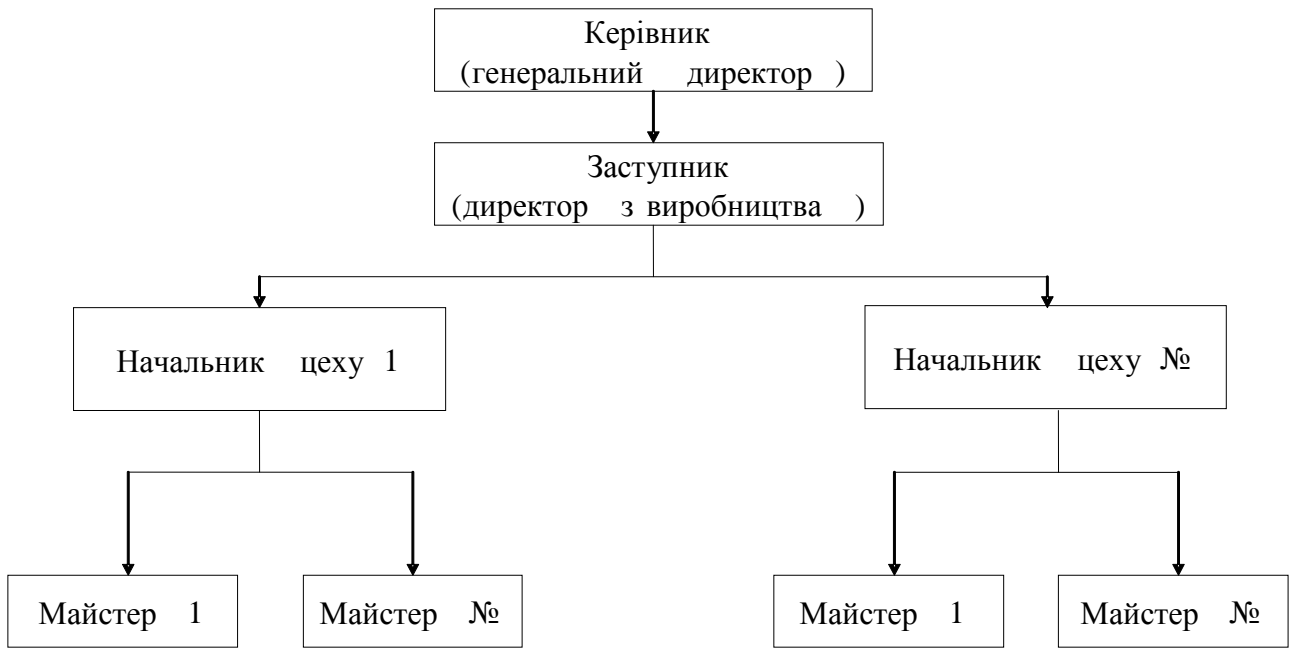 Керівник
(генеральний директор )
Заступник
(директор з виробництва )
Начальник цеху 1
Начальник цеху №
Майстер 1
Майстер №
Майстер 1
Майстер №